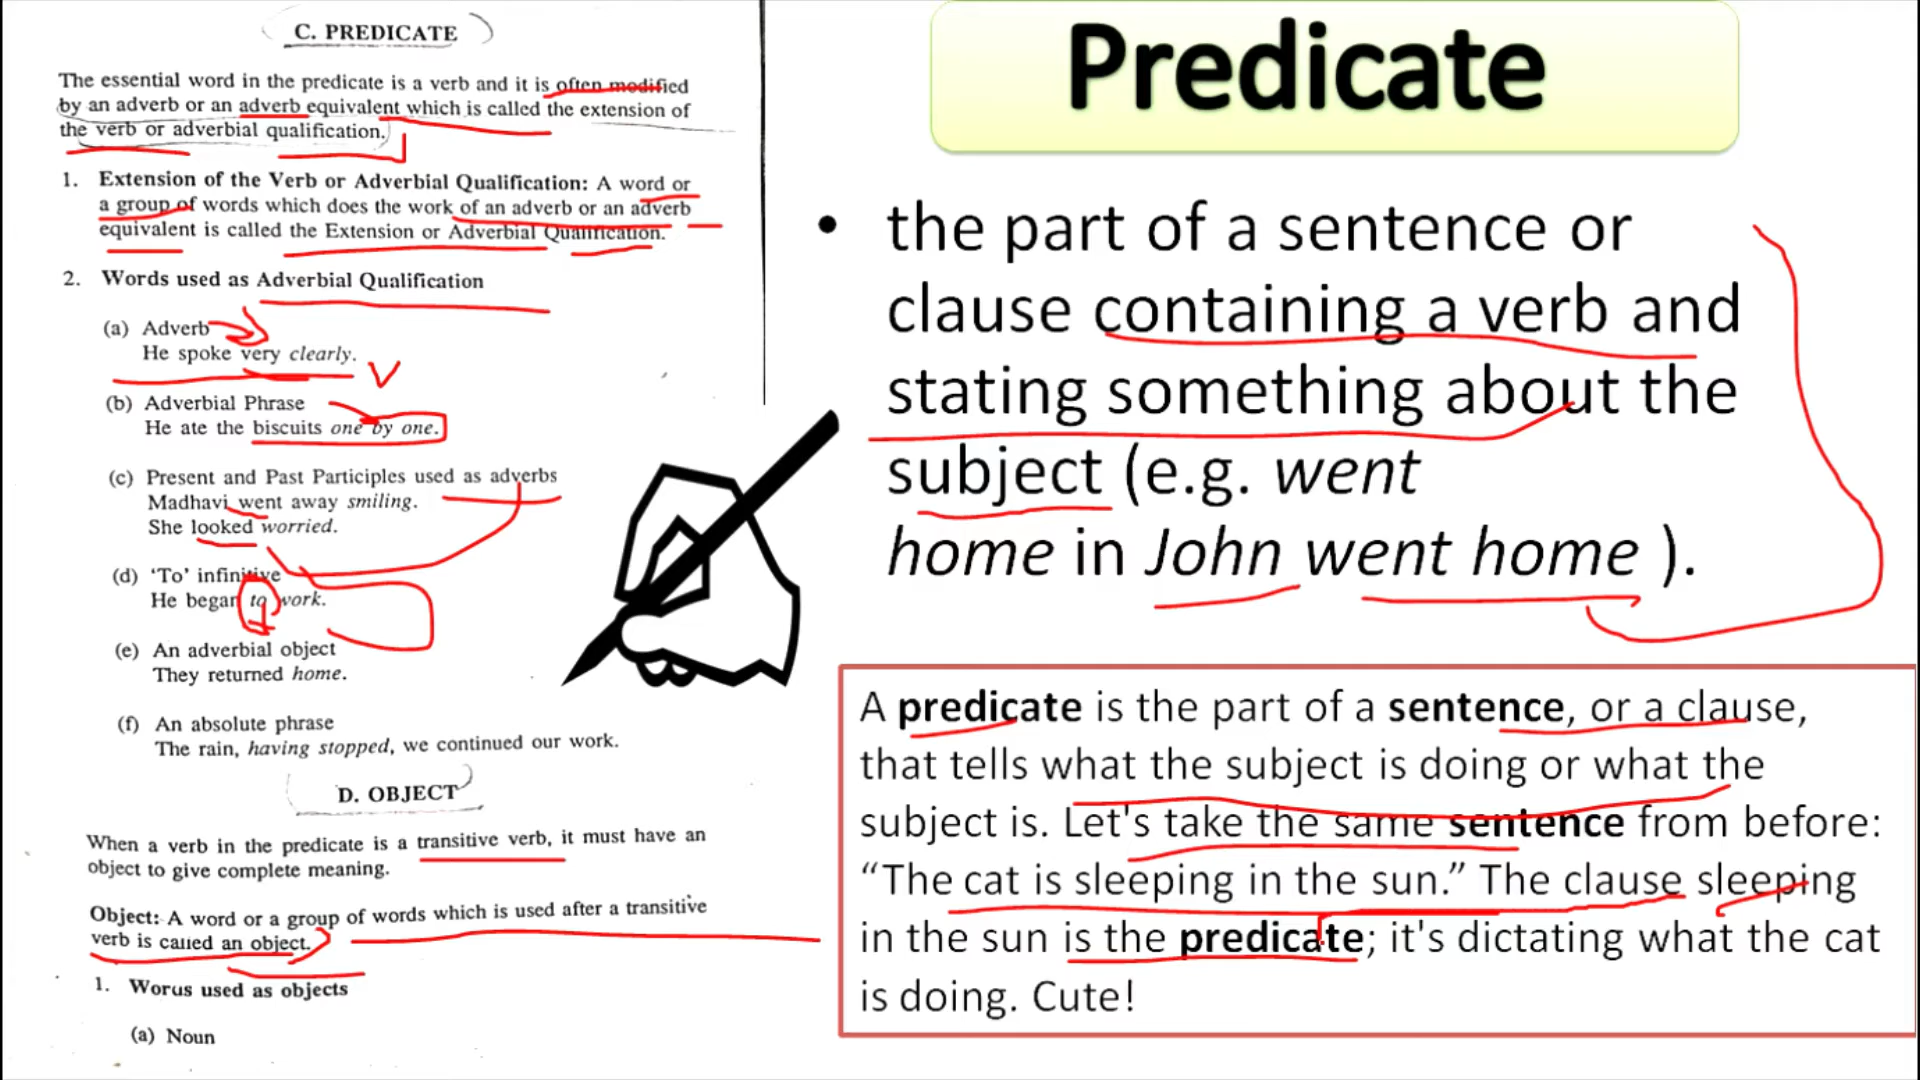 C. PREDICATE
The essential word in the predicate is a verb and it is often modified
by an adverb or an adverb equivalent which is called the extension of
the verb or adverbial qualification.
1. Extension of the Verb or Adverbial Qualification: A word or
a group of words which does the work of an adverb or an adverb
equivalent is called the Extension or Adverbial Qualification.
2. Words used as Adverbial Qualification
(a) Adverb
He spoke very clearly.
(b) Adverbial Phrase
He ate the biscuits one by one.
(c) Present and Past Participles used as adverbs
Madhavi went away smiling.
She looked worried.
(d) ‘To’ infinitive
He began to work.
(e) An adverbial object
They returned home.
(f) An absolute phrase
The rain, having stopped, we continued our work.
D. OBJECT
When a verb in the predicate is a transitive verb, it must have an
object to give complete meaning.
Object: A word or a group of words which is used after a transitive
verb is called an object.
1. Words used as objects
(a) Noun
Predicate
• the part of a sentence or
clause containing a verb and
stating something about the
subject (e.g. went
home in John went home ).
A predicate is the part of a sentence, or a clause,
that tells what the subject is doing or what the
subject is. Let's take the same sentence from before:
“The cat is sleeping in the sun.” The clause sleeping
in the sun is the predicate; it's dictating what the cat
is doing. Cute!